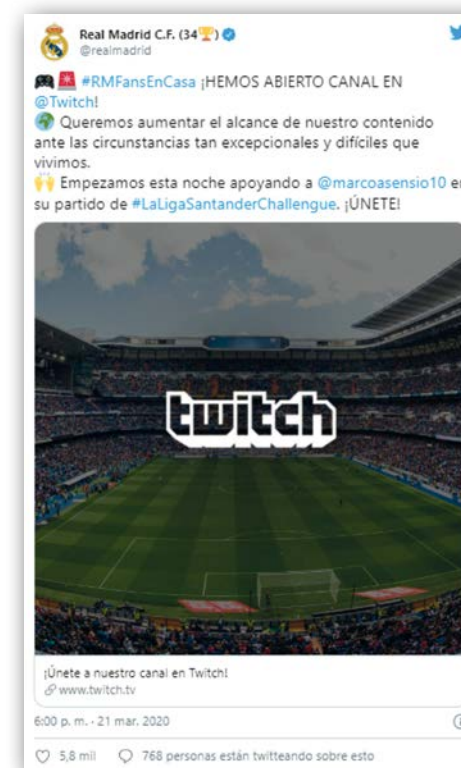 Real Madrid C.F. (34🏆)
@realmadrid
🎮🚨 #RMFansEnCasa ¡HEMOS ABIERTO CANAL EN
@Twitch!
🌍 Queremos aumentar el alcance de nuestro contenido
ante las circunstancias tan excepcionales y difíciles que
vivimos.
🙌 Empezamos esta noche apoyando a @marcoasensio10 en
su partido de #LaLigaSantanderChallengue. ¡ÚNETE!
twitch
¡Únete a nuestro canal en Twitch!
www.twitch.tv
6:00 p. m. · 21 mar. 2020
5,8 mil 768 personas están twitteando sobre esto